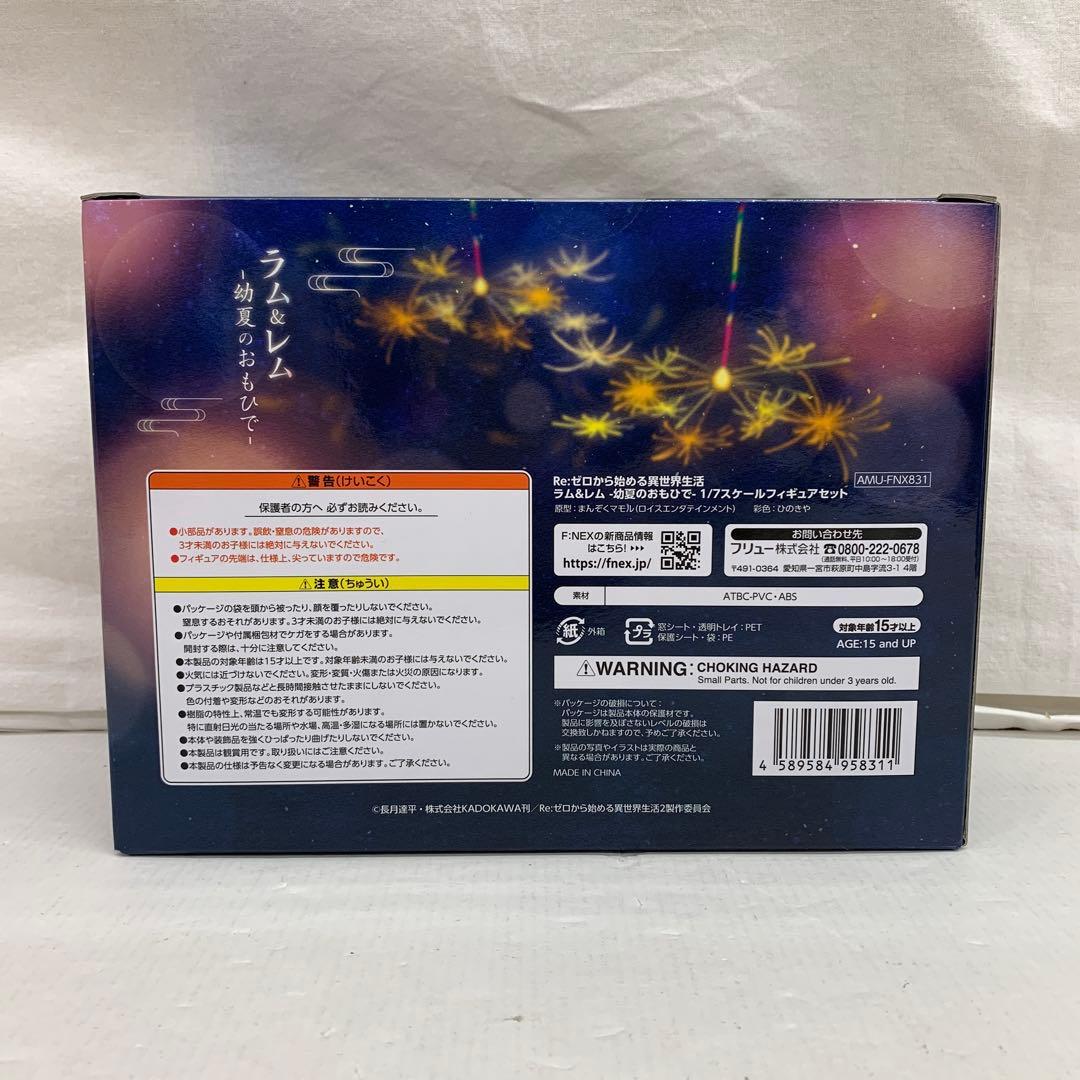 ラム&レム
-幼夏のおもひで-
⚠警告(けいこく)
保護者の方へ 必ずお読みください。
●小部品があります。誤飲・窒息の危険がありますので、
3才未満のお子様には絶対に与えないでください。
●フィギュアの先端は、仕様上、尖っていますので危険です。
⚠注意(ちゅうい)
●パッケージの袋を頭から被ったり、顔を覆ったりしないでください。
窒息するおそれがあります。3才未満のお子様には絶対に与えないでください。
●パッケージや付属梱包材でケガをする場合があります。
開封する際は、十分に注意してください。
●本製品の対象年齢は15才以上です。対象年齢未満のお子様には与えないでください。
●火気には近づけないでください。変形・変質・火傷または火災の原因になります。
●プラスチック製品などと長時間接触させたままにしないでください。
色の付着や変形などのおそれがあります。
●樹脂の特性上、常温でも変形する可能性があります。
特に直射日光の当たる場所や水場、高温・多湿になる場所には置かないでください。
●本体や装飾品を強くひっぱったり曲げたりしないでください。
●本製品は観賞用です。取り扱いにはご注意ください。
●本製品の仕様は予告なく変更になる場合があります。ご了承ください。
Re:ゼロから始める異世界生活
AMU-FNX831
ラム&レム -幼夏のおもひで- 1/7スケールフィギュアセット
原型:まんぞくマモル(ロイスエンタテインメント) 彩色:ひのきや
F:NEXの新商品情報
はこちら!▸▸▸
https://fnex.jp/
お問い合わせ先
フリュー株式会社 ☎0800-222-0678
(通話無料、平日10:00~18:00受付)
〒491-0364 愛知県一宮市萩原町中島字流3-1 4階
素材 ATBC-PVC・ABS
紙 外箱
プラ 窓シート・透明トレイ:PET
保護シート・袋:PE
対象年齢15才以上
AGE:15 and UP
⚠WARNING: CHOKING HAZARD
Small Parts. Not for children under 3 years old.
※パッケージの破損について:
パッケージは製品本体の保護材です。
製品に影響を及ぼさないレベルの破損は
交換致しかねますので、予めご了承ください。
※製品の写真やイラストは実際の商品と
異なる場合があります。ご了承ください。
MADE IN CHINA
4 589584 958311
©長月達平・株式会社KADOKAWA刊/Re:ゼロから始める異世界生活2製作委員会